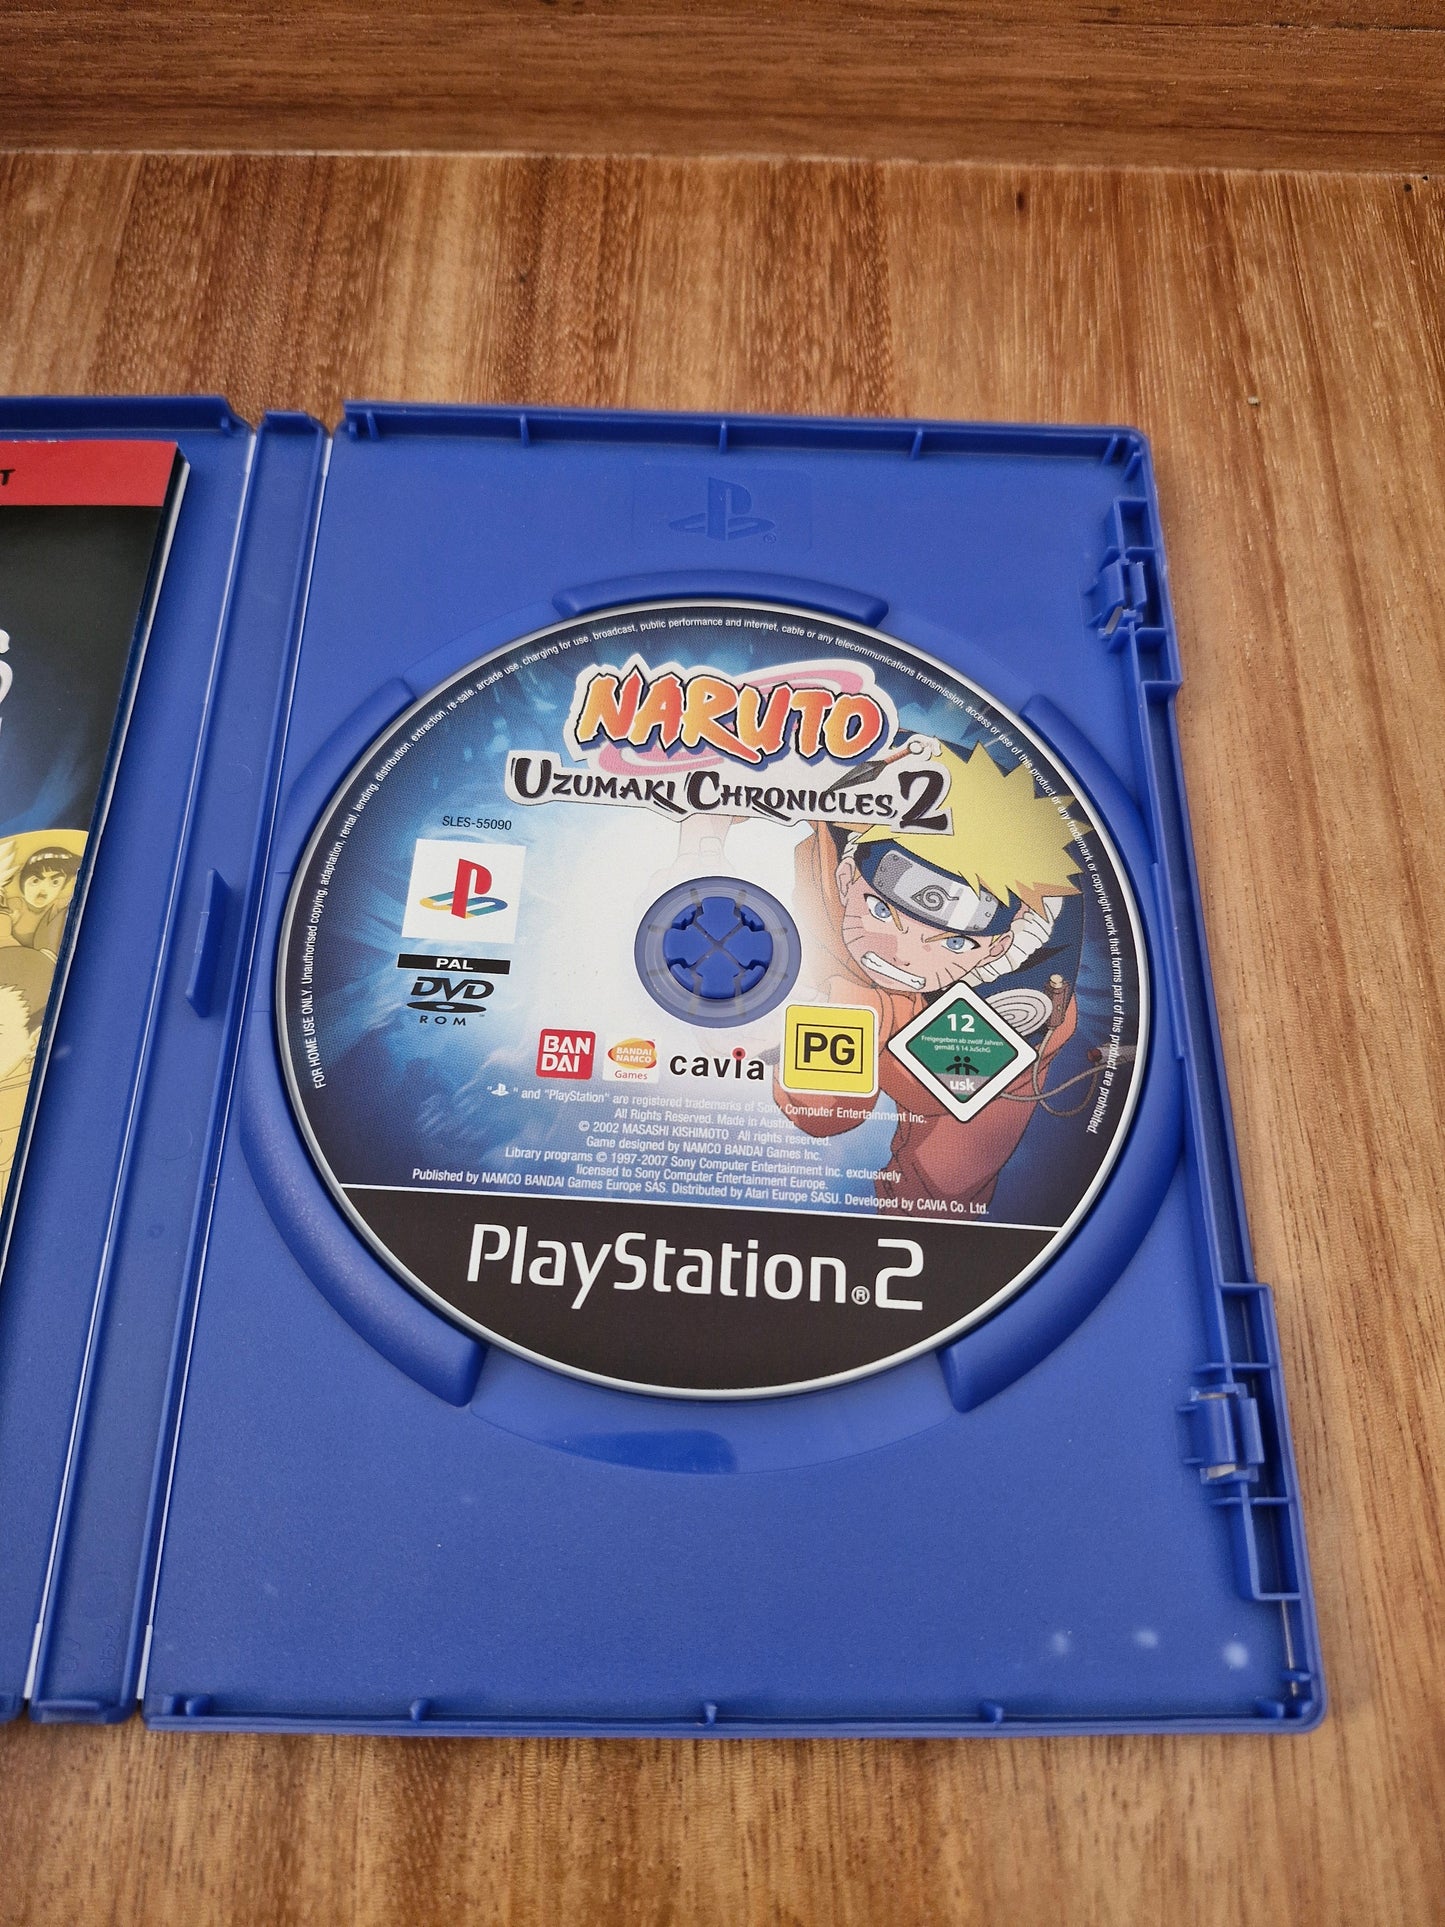 T
FOR HOME USE ONLY. Unauthorised copying, adaptation, rental, lending, distribution, extraction, re-sale, arcade use, charging for use, broadcast, public performance and internet, cable or any telecommunications transmission, access or use of this product or any trademark or copyright work that forms part of this product are prohibited.
NARUTO
UZUMAKI CHRONICLES 2
SLES-55090
PAL
DVD
ROM
BAN
DAI
BANDAI
NAMCO
Games
cavia
PG
12
Freigegeben ab zwölf Jahren
gemäß § 14 JuSchG
usk
" " and "PlayStation" are registered trademarks of Sony Computer Entertainment Inc.
All Rights Reserved. Made in Austria
© 2002 MASASHI KISHIMOTO All rights reserved.
Game designed by NAMCO BANDAI Games Inc.
Library programs © 1997-2007 Sony Computer Entertainment Inc. exclusively
licensed to Sony Computer Entertainment Europe.
Published by NAMCO BANDAI Games Europe SAS. Distributed by Atari Europe SASU. Developed by CAVIA Co. Ltd.
PlayStation®2